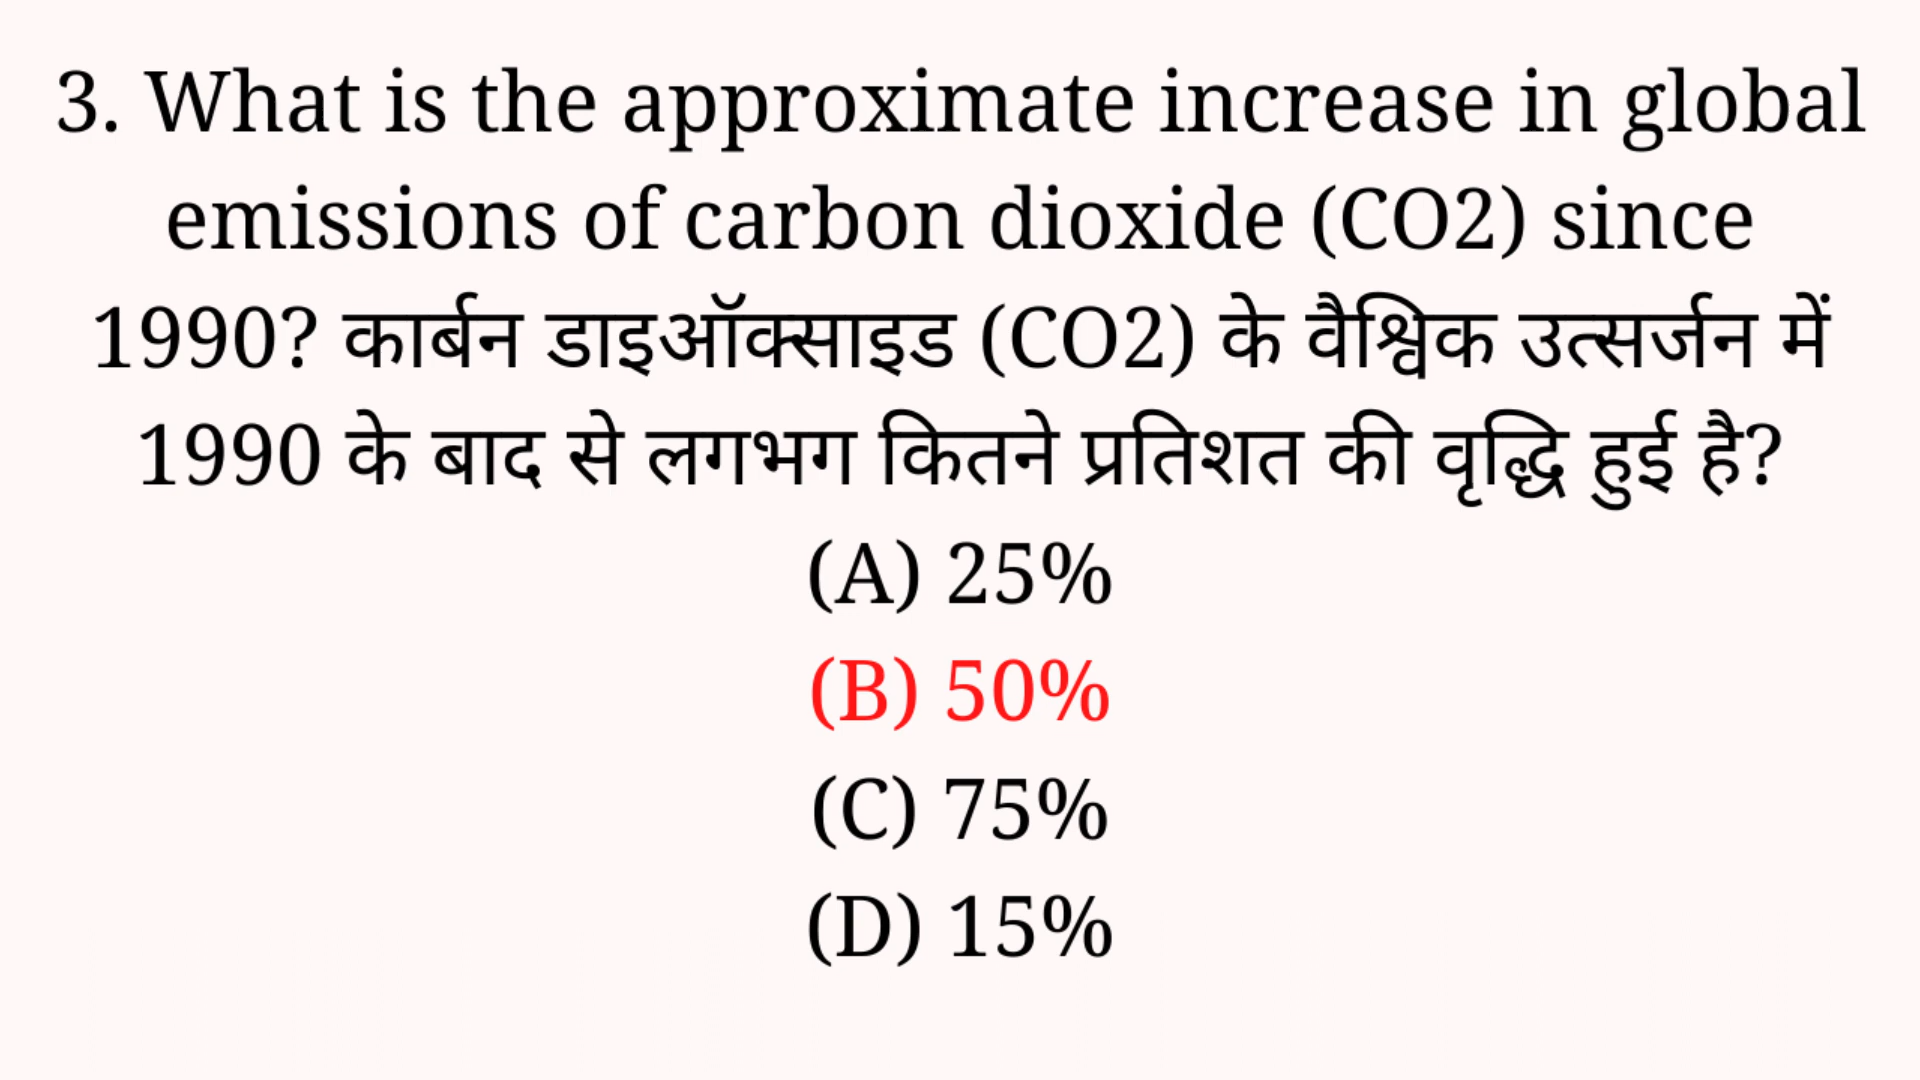 3. What is the approximate increase in global
emissions of carbon dioxide (CO2) since
1990? कार्बन डाइऑक्साइड (CO2) के वैश्विक उत्सर्जन में
1990 के बाद से लगभग कितने प्रतिशत की वृद्धि हुई है?
(A) 25%
(B) 50%
(C) 75%
(D) 15%